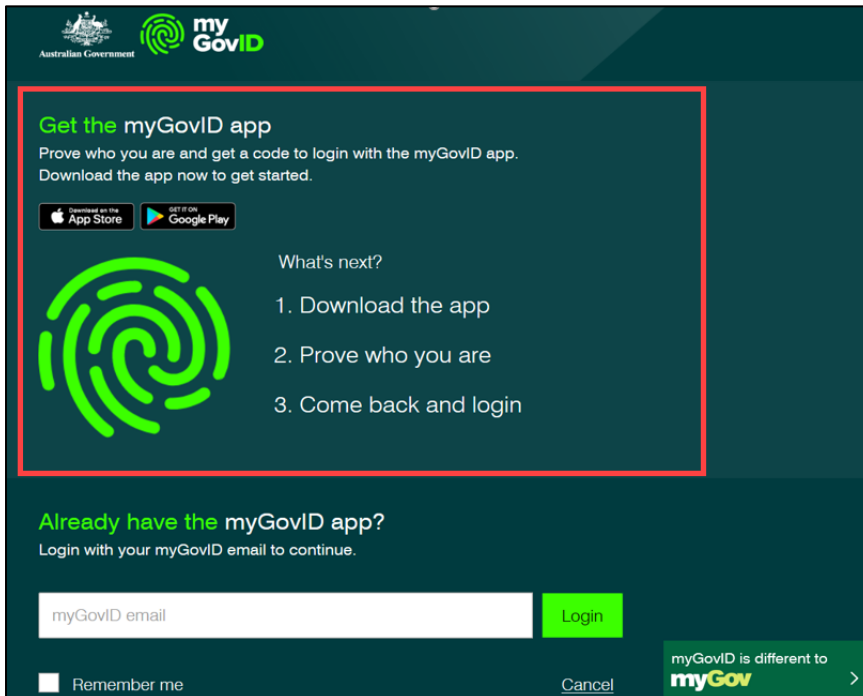 Australian Government
my
GovID
Get the myGovID app
Prove who you are and get a code to login with the myGovID app.
Download the app now to get started.
Download on the
App Store
GET IT ON
Google Play
What's next?
1. Download the app
2. Prove who you are
3. Come back and login
Already have the myGovID app?
Login with your myGovID email to continue.
myGovID email
Login
Remember me
Cancel
myGovID is different to
myGov